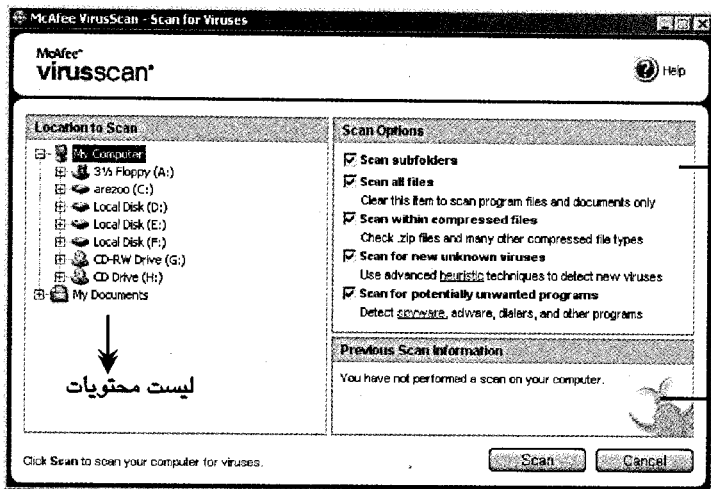 McAfee VirusScan - Scan for Viruses
McAfee
virusscan
Help
Location to Scan
My Computer
3½ Floppy (A:)
arezoo (C:)
Local Disk (D:)
Local Disk (E:)
Local Disk (F:)
CD-RW Drive (G:)
CD Drive (H:)
My Documents
لیست محتویات
Scan Options
Scan subfolders
Scan all files
Clear this item to scan program files and documents only
Scan within compressed files
Check .zip files and many other compressed file types
Scan for new unknown viruses
Use advanced heuristic techniques to detect new viruses
Scan for potentially unwanted programs
Detect spyware, adware, dialers, and other programs
Previous Scan Information
You have not performed a scan on your computer.
Click Scan to scan your computer for viruses.
Scan
Cancel